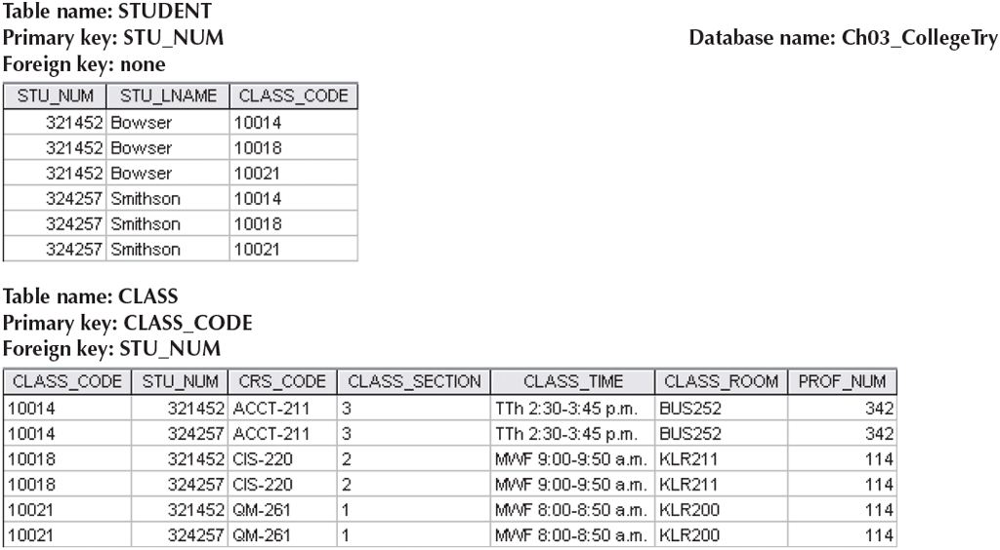 Table name: STUDENT
Primary key: STU_NUM
Database name: Ch03_CollegeTry
Foreign key: none
STU_NUM STU_LNAME CLASS_CODE
321452 Bowser 10014
321452 Bowser 10018
321452 Bowser 10021
324257 Smithson 10014
324257 Smithson 10018
324257 Smithson 10021
Table name: CLASS
Primary key: CLASS_CODE
Foreign key: STU_NUM
CLASS_CODE STU_NUM CRS_CODE CLASS_SECTION CLASS_TIME CLASS_ROOM PROF_NUM
10014 321452 ACCT-211 3 TTh 2:30-3:45 p.m. BUS252 342
10014 324257 ACCT-211 3 TTh 2:30-3:45 p.m. BUS252 342
10018 321452 CIS-220 2 MWF 9:00-9:50 a.m. KLR211 114
10018 324257 CIS-220 2 MWF 9:00-9:50 a.m. KLR211 114
10021 321452 QM-261 1 MWF 8:00-8:50 a.m. KLR200 114
10021 324257 QM-261 1 MWF 8:00-8:50 a.m. KLR200 114